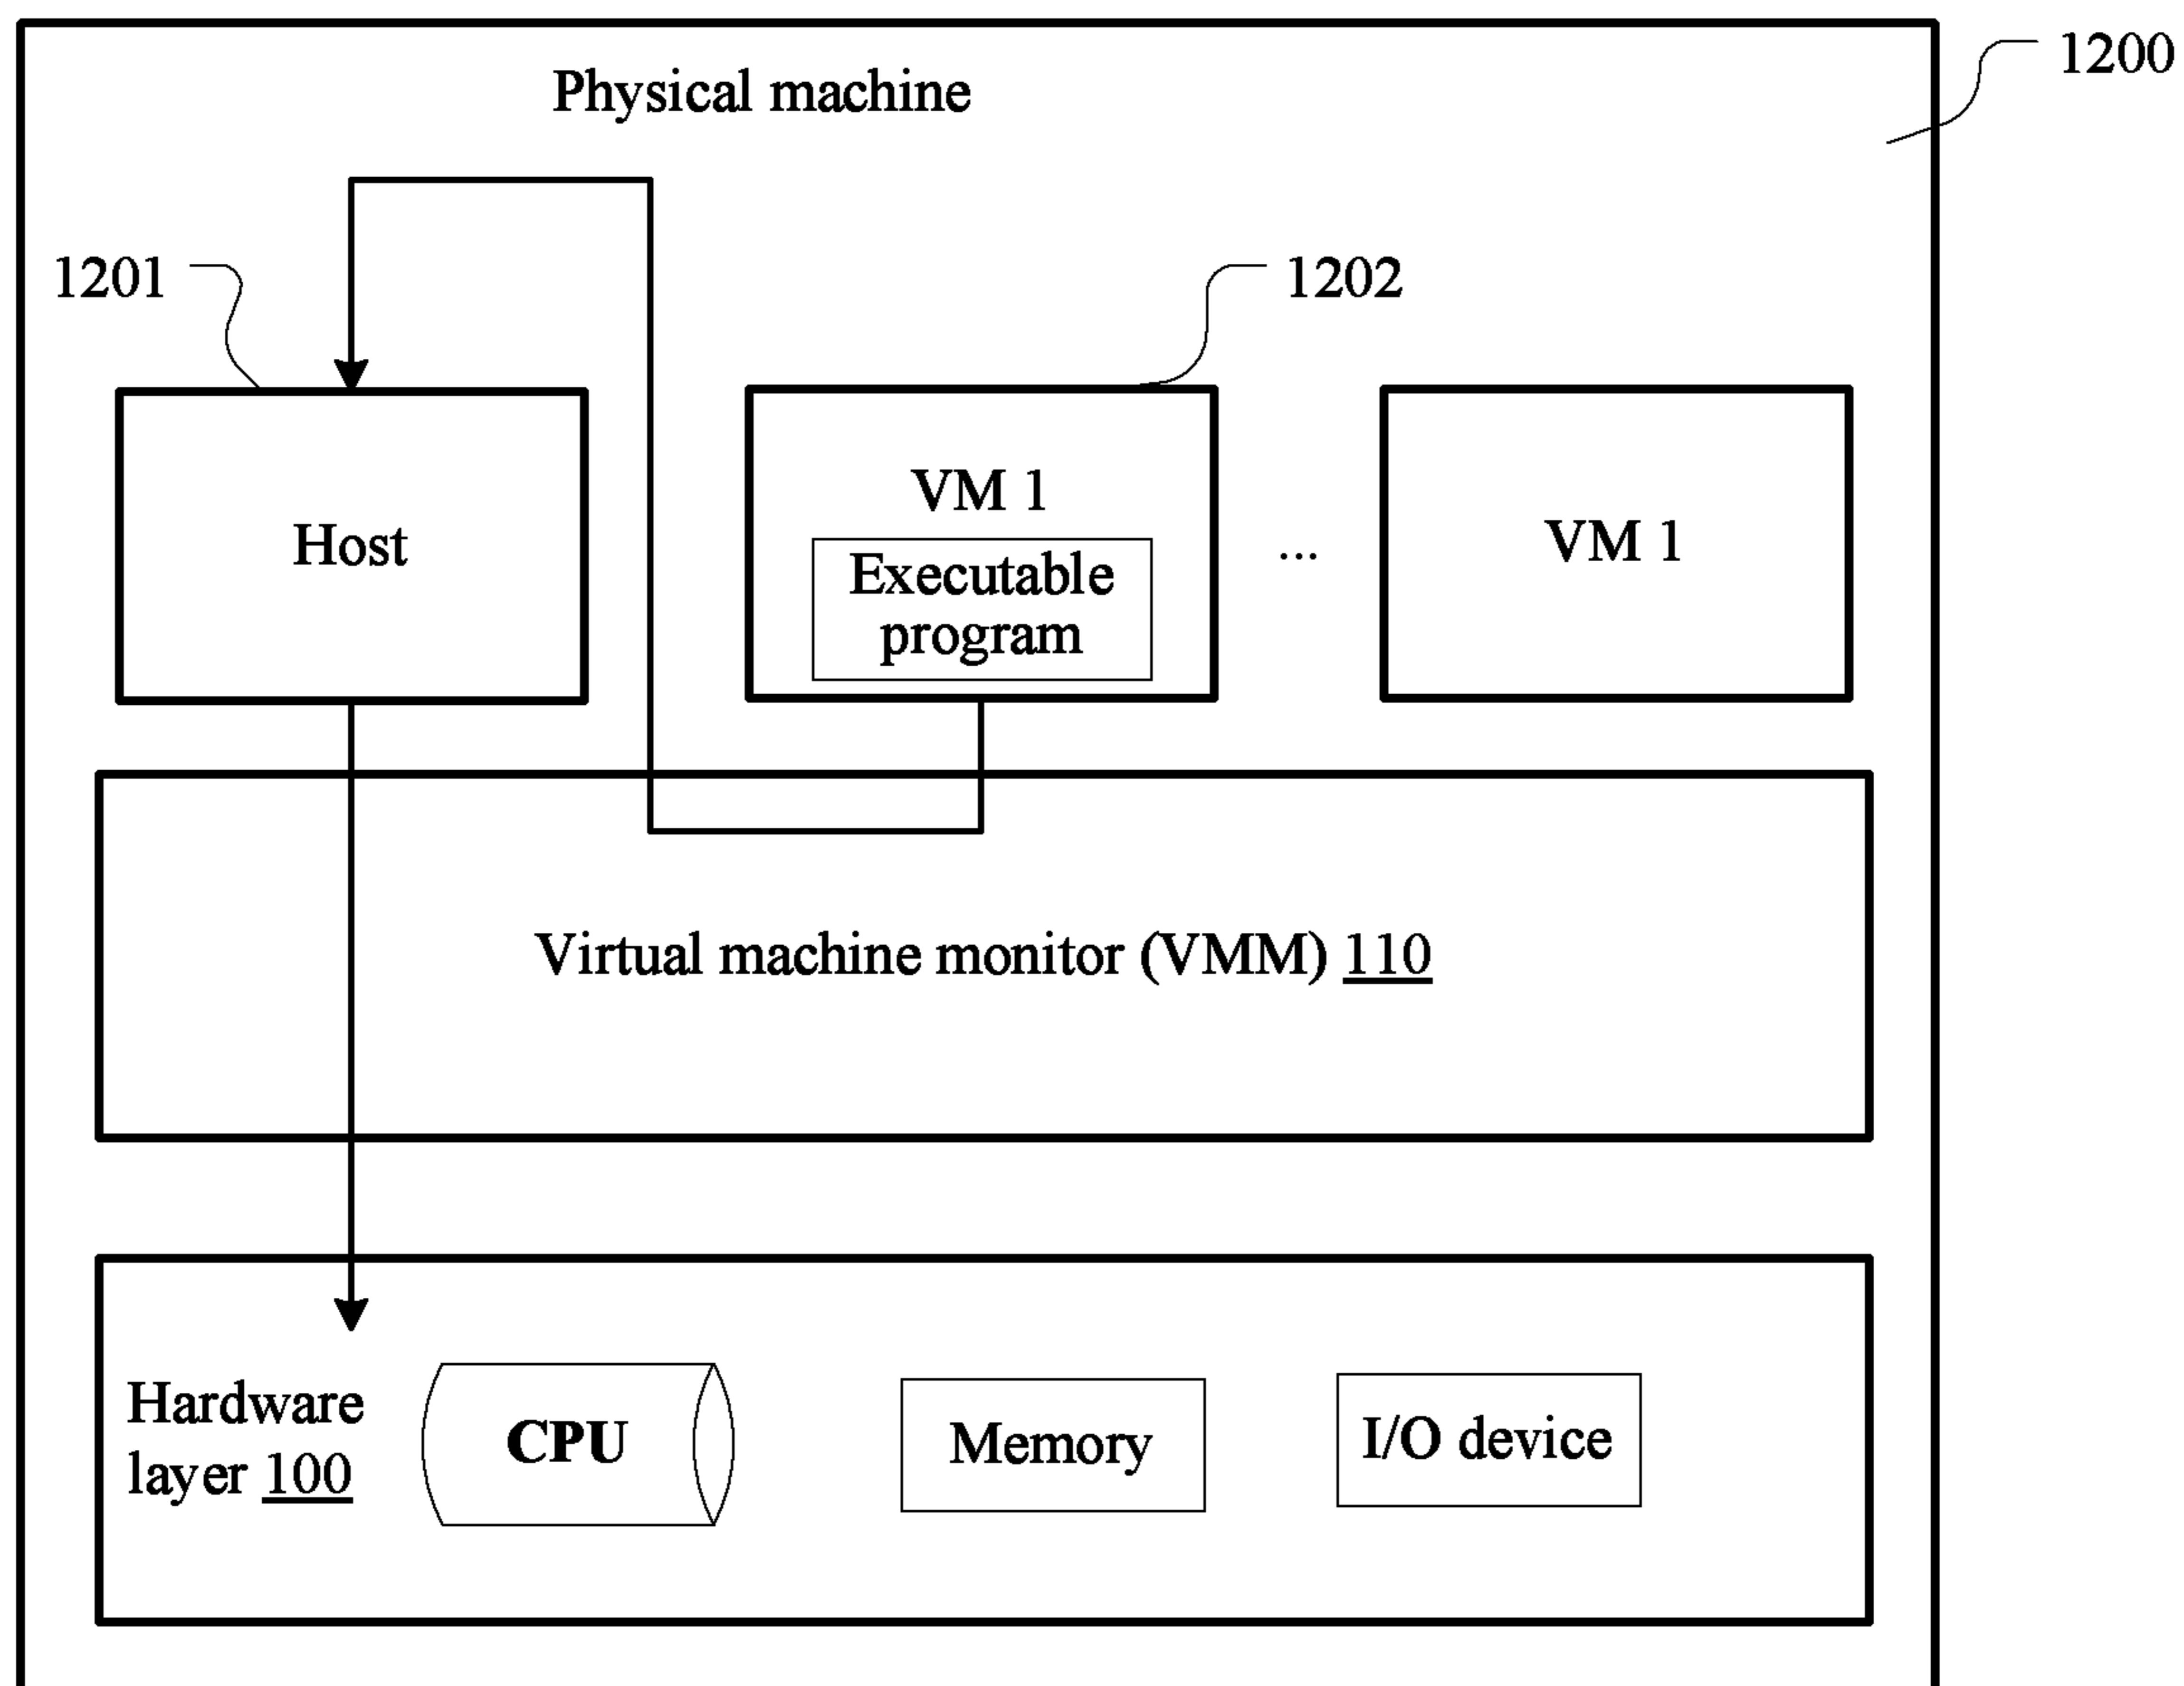 Physical machine
1200
1201
1202
Host
VM 1
Executable
program
...
VM 1
Virtual machine monitor (VMM) 110
Hardware
layer 100
CPU
Memory
I/O device